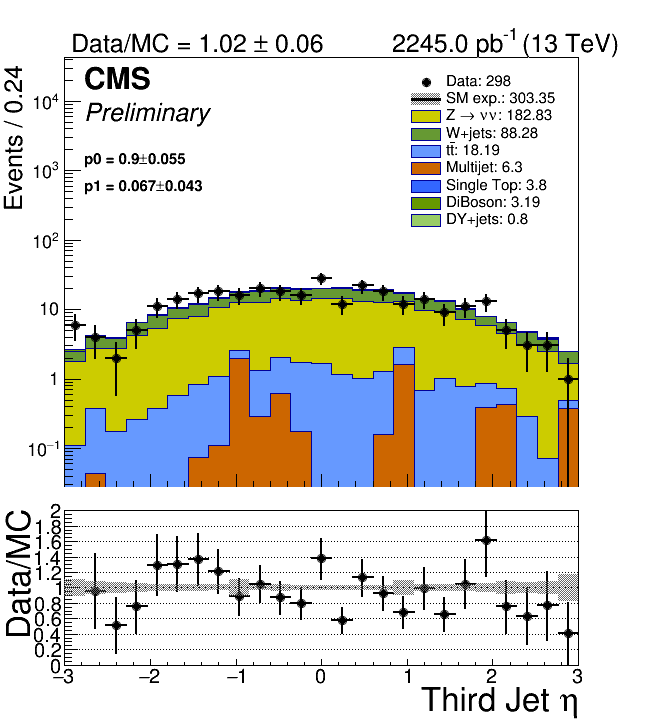 Data/MC = 1.02 ± 0.06 2245.0 pb⁻¹ (13 TeV)
CMS
Preliminary
p0 = 0.9±0.055
p1 = 0.067±0.043
Data: 298
SM exp.: 303.35
Z → νν: 182.83
W+jets: 88.28
tt̄: 18.19
Multijet: 6.3
Single Top: 3.8
DiBoson: 3.19
DY+jets: 0.8
Events / 0.24
10⁴
10³
10²
10
1
10⁻¹
Data/MC
2
1.8
1.6
1.4
1.2
1
0.8
0.6
0.4
0.2
0
−3 −2 −1 0 1 2 3
Third Jet η